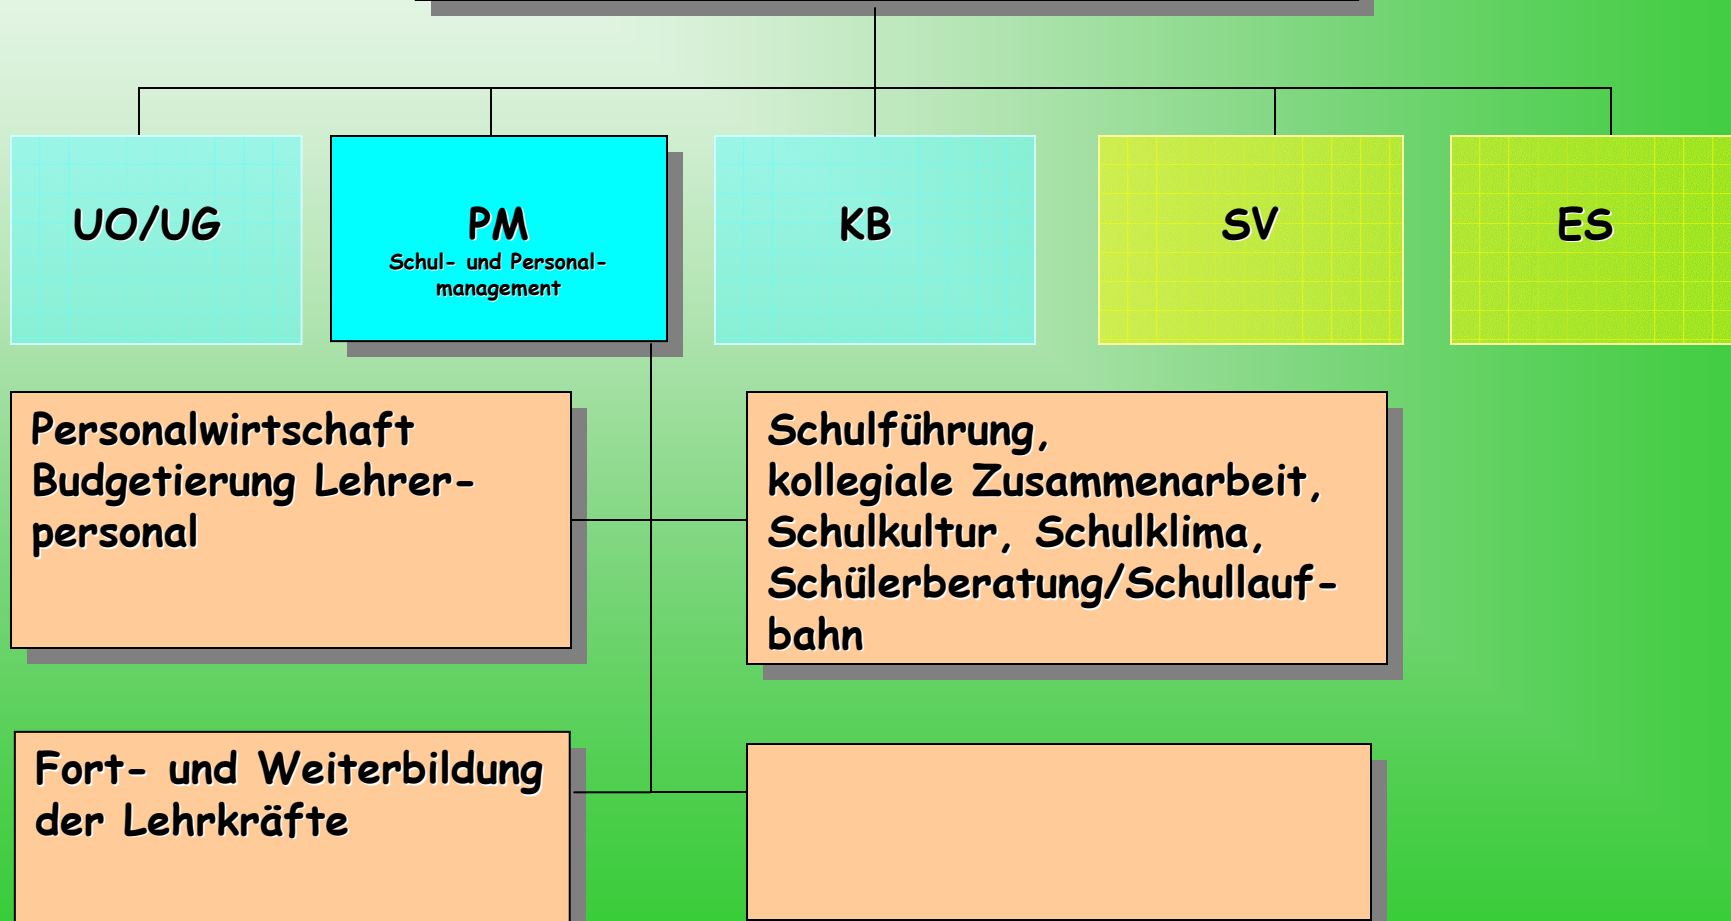 UO/UG
PM
Schul- und Personal-
management
KB
SV
ES
Personalwirtschaft
Budgetierung Lehrer-
personal
Schulführung,
kollegiale Zusammenarbeit,
Schulkultur, Schulklima,
Schülerberatung/Schullauf-
bahn
Fort- und Weiterbildung
der Lehrkräfte